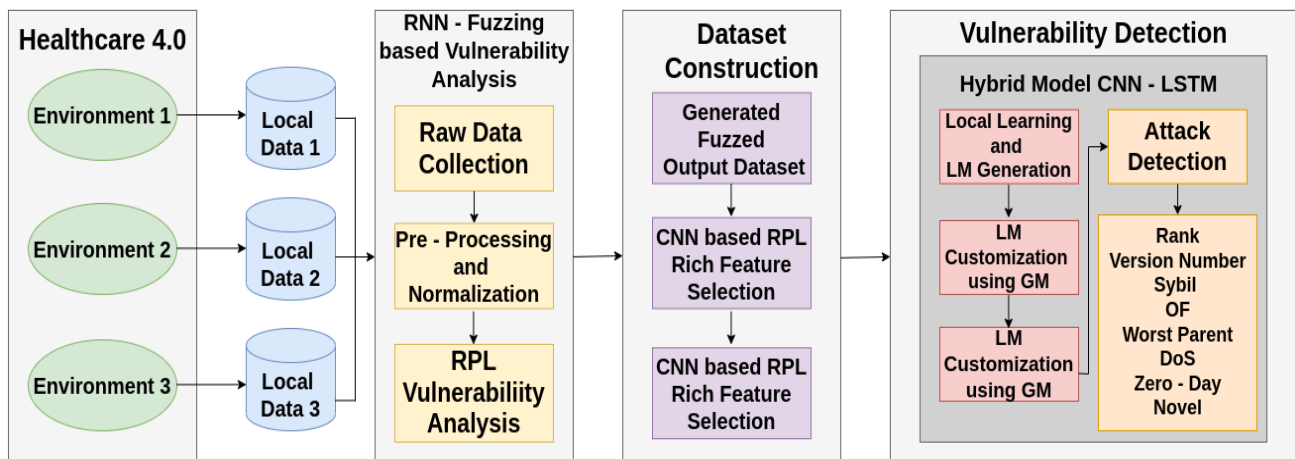 Healthcare 4.0
Environment 1
Environment 2
Environment 3
Local
Data 1
Local
Data 2
Local
Data 3
RNN - Fuzzing
based Vulnerability
Analysis
Raw Data
Collection
Pre - Processing
and
Normalization
RPL
Vulnerabiliity
Analysis
Dataset
Construction
Generated
Fuzzed
Output Dataset
CNN based RPL
Rich Feature
Selection
CNN based RPL
Rich Feature
Selection
Vulnerability Detection
Hybrid Model CNN - LSTM
Local Learning
and
LM Generation
LM
Customization
using GM
LM
Customization
using GM
Attack
Detection
Rank
Version Number
Sybil
OF
Worst Parent
DoS
Zero - Day
Novel